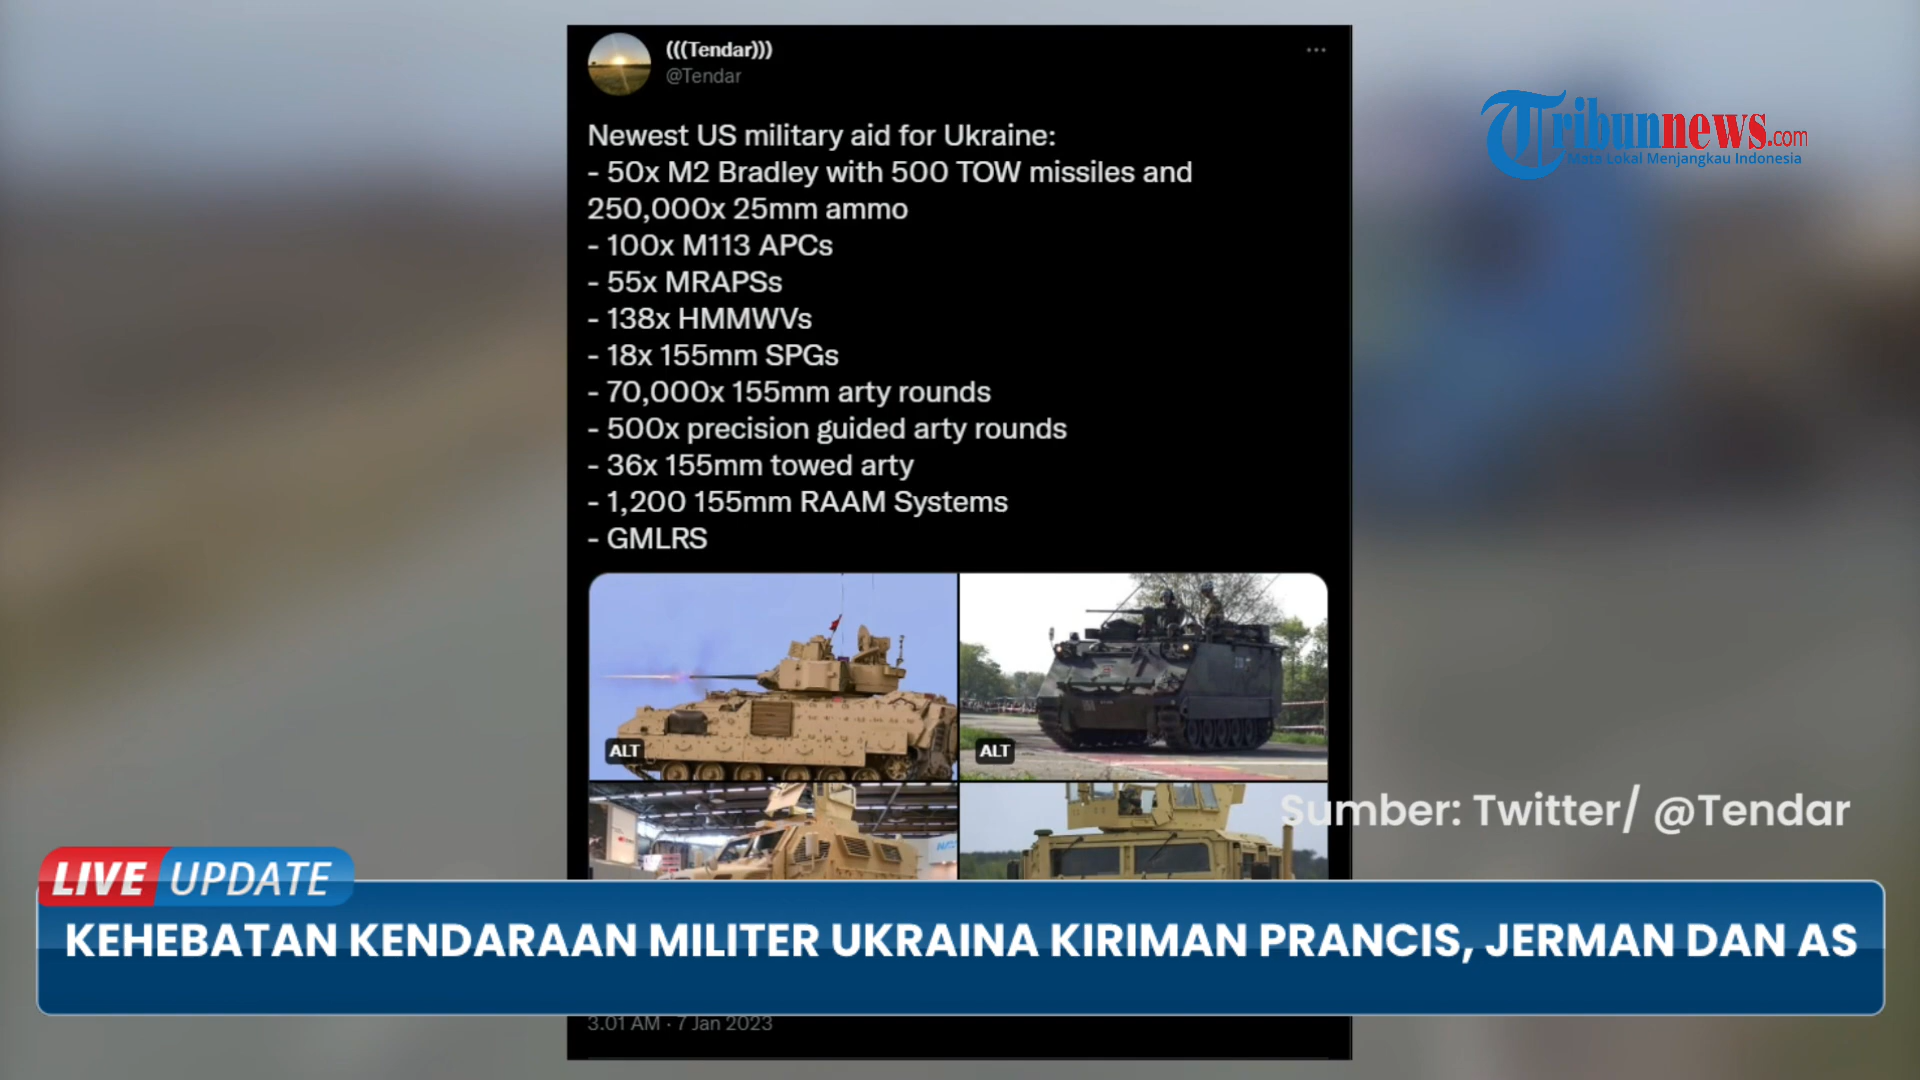 (((Tendar)))
@Tendar
Tribunnews.com
Mata Lokal Menjangkau Indonesia
Newest US military aid for Ukraine:
- 50x M2 Bradley with 500 TOW missiles and
250,000x 25mm ammo
- 100x M113 APCs
- 55x MRAPSs
- 138x HMMWVs
- 18x 155mm SPGs
- 70,000x 155mm arty rounds
- 500x precision guided arty rounds
- 36x 155mm towed arty
- 1,200 155mm RAAM Systems
- GMLRS
ALT
ALT
Sumber: Twitter/ @Tendar
LIVE UPDATE
KEHEBATAN KENDARAAN MILITER UKRAINA KIRIMAN PRANCIS, JERMAN DAN AS
3.01 AM · 7 Jan 2023